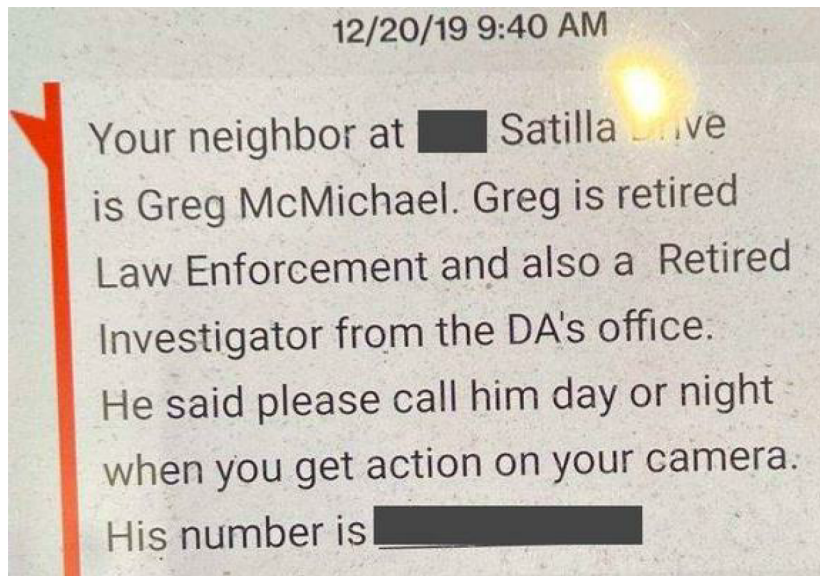 12/20/19 9:40 AM
Your neighbor at Satilla
is Greg McMichael. Greg is retired
Law Enforcement and also a Retired
Investigator from the DA's office.
He said please call him day or night
when you get action on your camera.
His number is